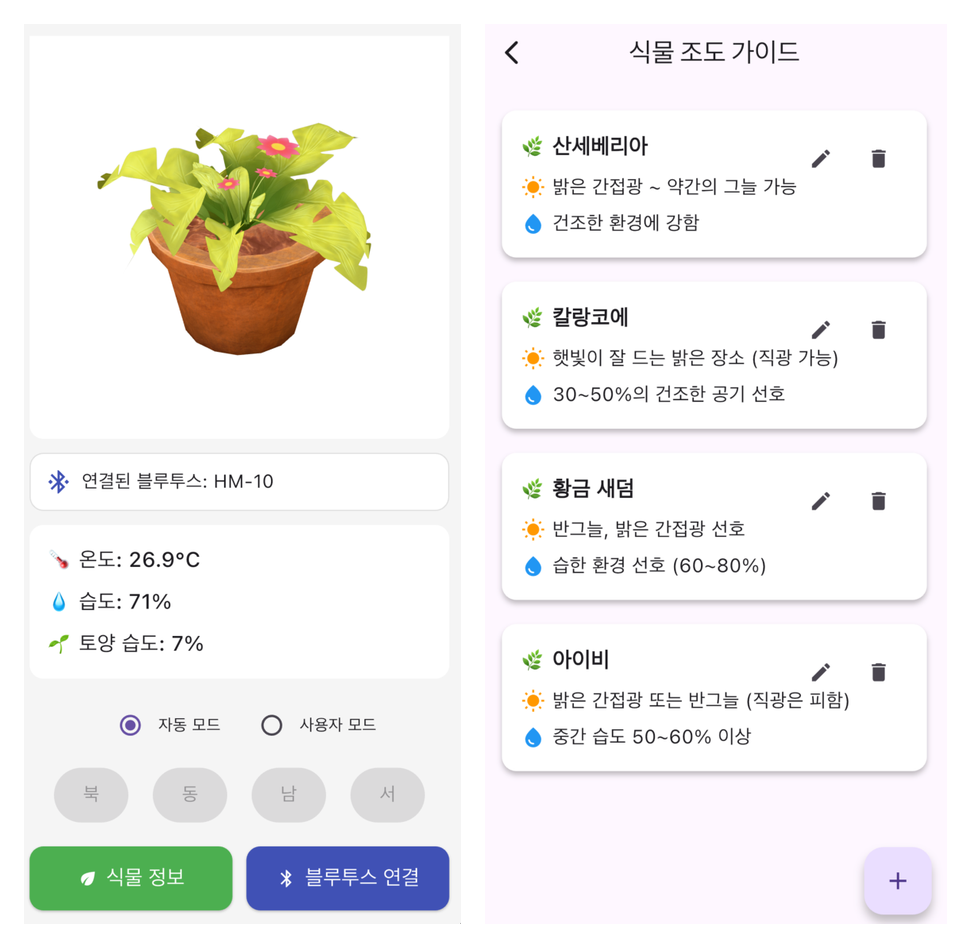 연결된 블루투스: HM-10
온도: 26.9°C
습도: 71%
토양 습도: 7%
자동 모드
사용자 모드
북
동
남
서
식물 정보
블루투스 연결
식물 조도 가이드
산세베리아
밝은 간접광 ~ 약간의 그늘 가능
건조한 환경에 강함
칼랑코에
햇빛이 잘 드는 밝은 장소 (직광 가능)
30~50%의 건조한 공기 선호
황금 새덤
반그늘, 밝은 간접광 선호
습한 환경 선호 (60~80%)
아이비
밝은 간접광 또는 반그늘 (직광은 피함)
중간 습도 50~60% 이상